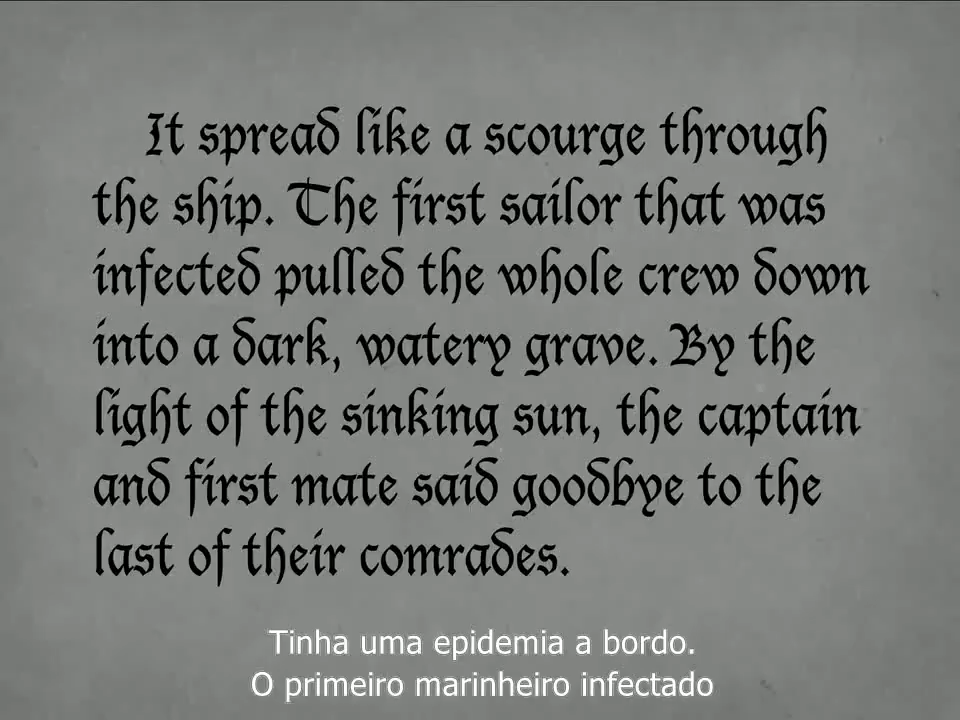 It spread like a scourge through
the ship. The first sailor that was
infected pulled the whole crew down
into a dark, watery grave. By the
light of the sinking sun, the captain
and first mate said goodbye to the
last of their comrades.
Tinha uma epidemia a bordo.
O primeiro marinheiro infectado